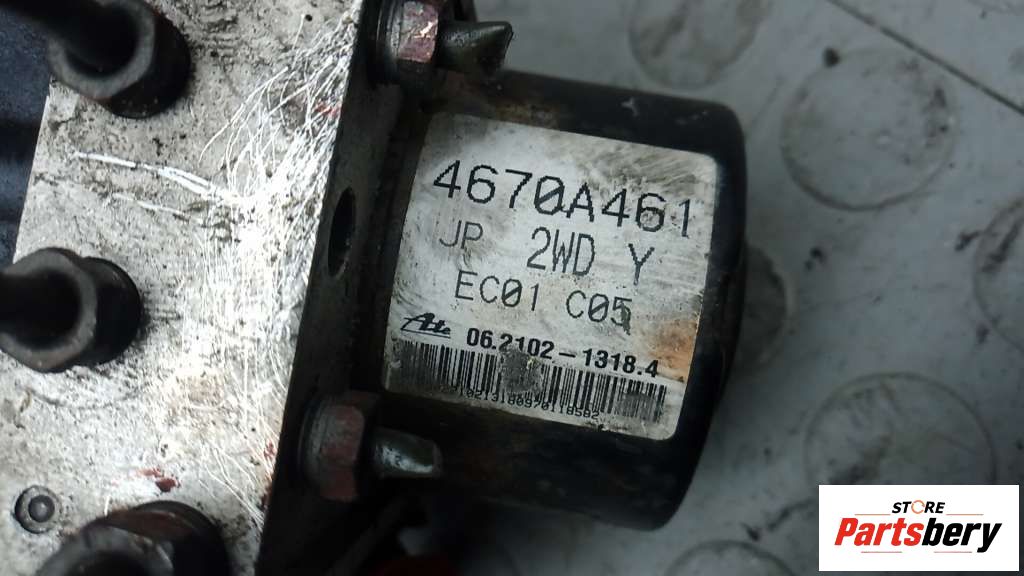 4670A461
JP 2WD Y
EC01 C05
Ate 06.2102-1318.4
STORE
Partsbery